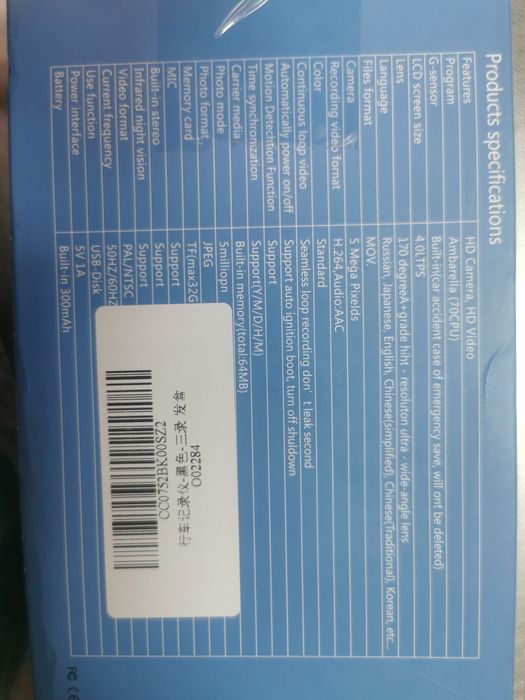 Products specifications
Features HD Camera, HD Video
Program Ambarella (70CPU)
G-sensor Built-in(car accident case of emergency save, will ont be deleted)
LCD screen size 4.0LTPS
Lens 170 degreeA+grade hiht - resoluton ultra - wide-angle lens
Language Russian, Japanese, English, Chinese(simplified), Chinese(Traditional), Korean, etc...
Files format MOV.
Camera 5 Mega Pixelds
Recording video fornat H.264,Audio:AAC
Color Standard
Continuous loop video Seamless loop recording don't leak second
Automatically power on/off Support auto ignition boot, turn off shuldown
Motion Detechtion Function Support
Time synchronization Support(Y/M/D/H/M)
Carrier media Built-in memory(total:64MB)
Photo mode 5milliopn
Photo format JPEG
Memory card TF(max32G
MIC Support
Built-in stereo Support
Infrared night vision Support
Video format PAL/NTSC
Current frequency 50HZ/60HZ
Use function USB-Disk
Power interface 5V 1A
Battery Built-in 300mAh
O02284
行车记录仪-黑色-三录 发盒
CC0752BK00SZ2
FC CE